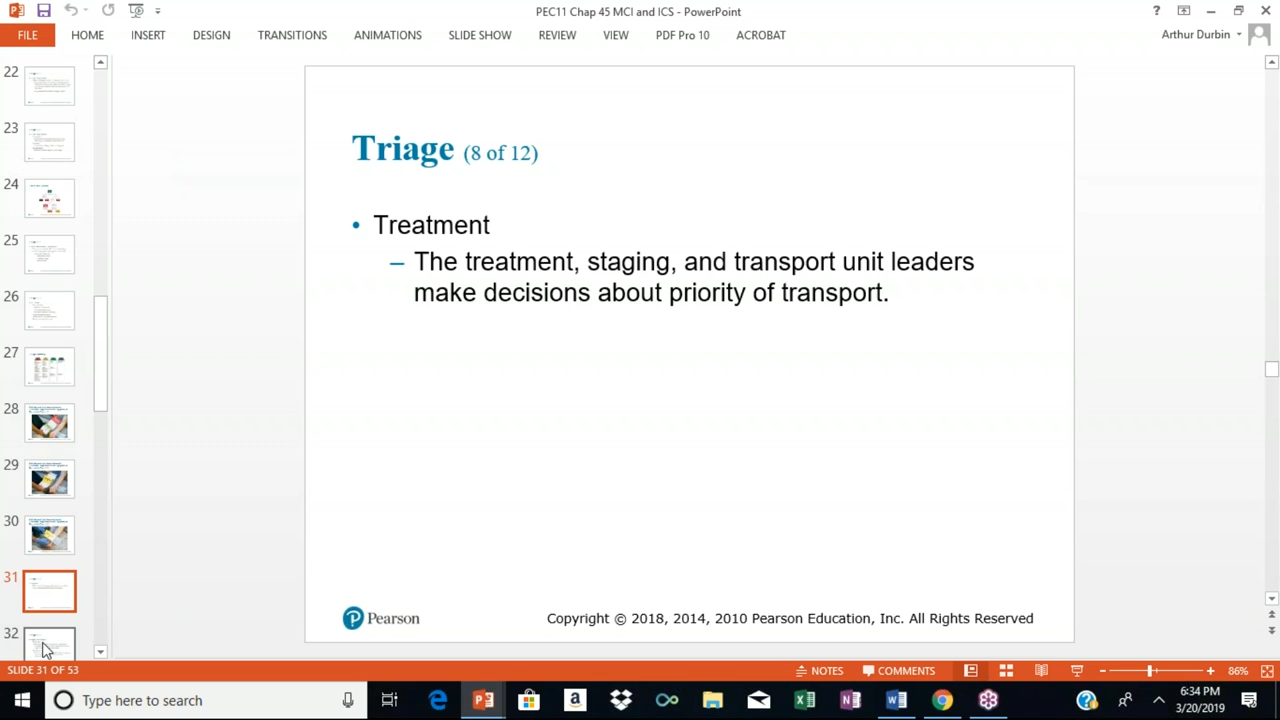 PEC11 Chap 45 MCI and ICS - PowerPoint
?
FILE HOME INSERT DESIGN TRANSITIONS ANIMATIONS SLIDE SHOW REVIEW VIEW PDF Pro 10 ACROBAT
Arthur Durbin
22
23
24
25
26
27
28
29
30
31
32
Triage (8 of 12)
• Treatment
– The treatment, staging, and transport unit leaders
make decisions about priority of transport.
Pearson
Copyright © 2018, 2014, 2010 Pearson Education, Inc. All Rights Reserved
SLIDE 31 OF 53
NOTES COMMENTS
86%
Type here to search
6:34 PM
3/20/2019